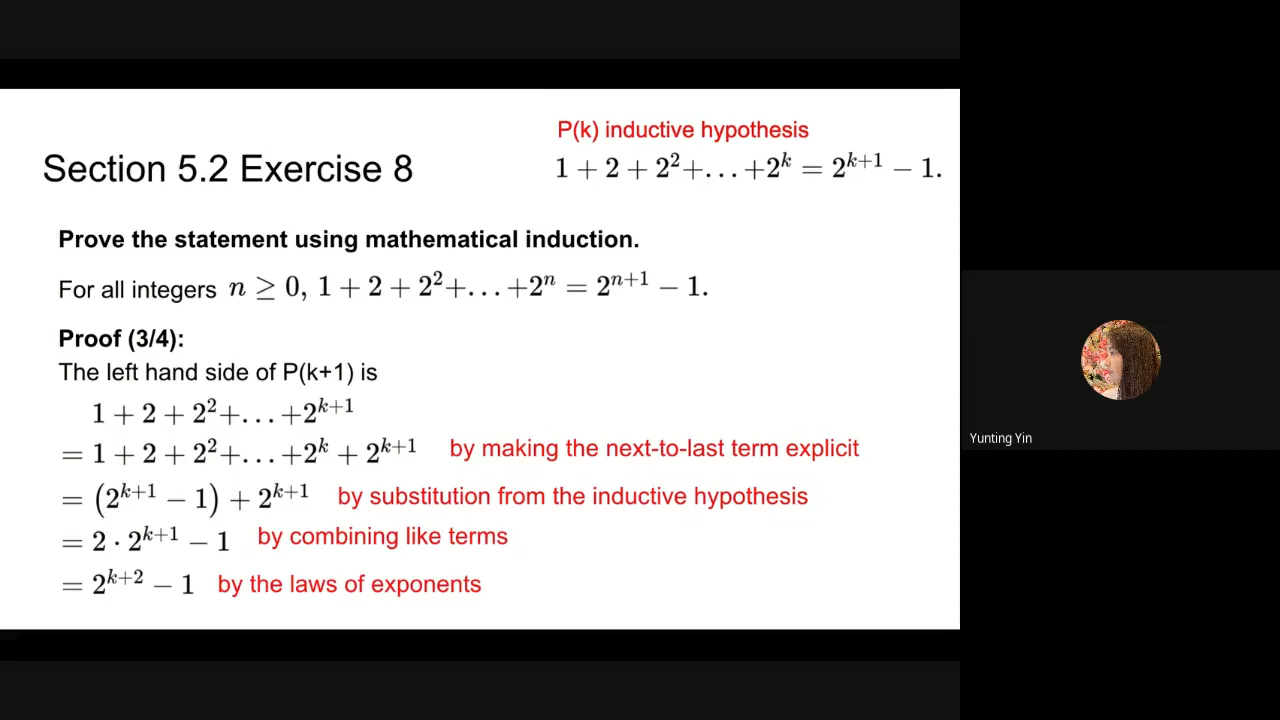 P(k) inductive hypothesis
Section 5.2 Exercise 8
1 + 2 + 2² +. . . +2ᵏ = 2ᵏ⁺¹ − 1.
Prove the statement using mathematical induction.
For all integers n ≥ 0, 1 + 2 + 2² +. . . +2ⁿ = 2ⁿ⁺¹ − 1.
Proof (3/4):
The left hand side of P(k+1) is
1 + 2 + 2² +. . . +2ᵏ⁺¹
= 1 + 2 + 2² +. . . +2ᵏ + 2ᵏ⁺¹ by making the next-to-last term explicit
= (2ᵏ⁺¹ − 1) + 2ᵏ⁺¹ by substitution from the inductive hypothesis
= 2 · 2ᵏ⁺¹ − 1 by combining like terms
= 2ᵏ⁺² − 1 by the laws of exponents
Yunting Yin